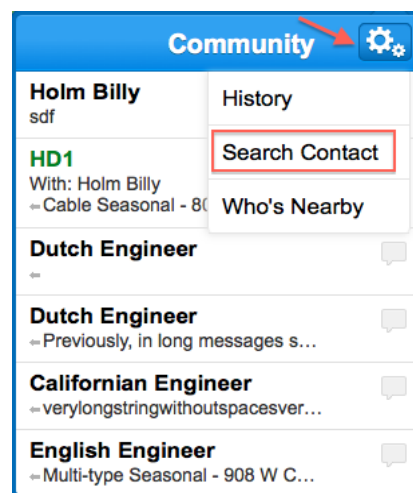 Community
Holm Billy
sdf
History
Search Contact
Who's Nearby
HD1
With: Holm Billy
Cable Seasonal - 80
Dutch Engineer
Dutch Engineer
Previously, in long messages s...
Californian Engineer
verylongstringwithoutspacesver...
English Engineer
Multi-type Seasonal - 908 W C...